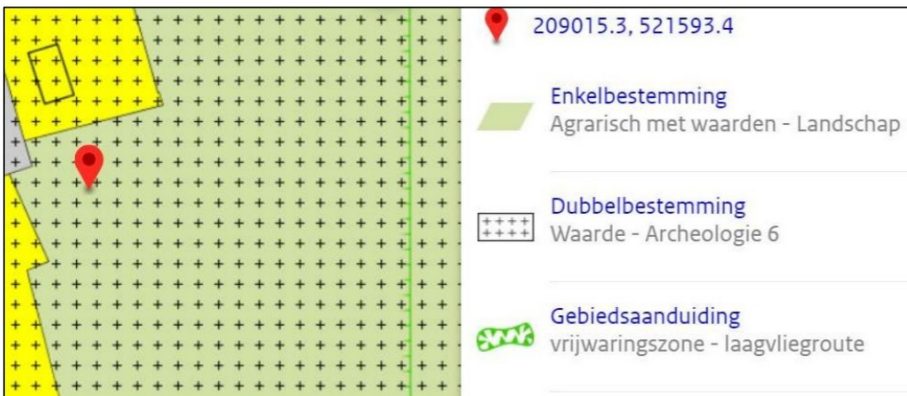 209015.3, 521593.4
Enkelbestemming
Agrarisch met waarden - Landschap
Dubbelbestemming
Waarde - Archeologie 6
Gebiedsaanduiding
vrijwaringszone - laagvliegroute